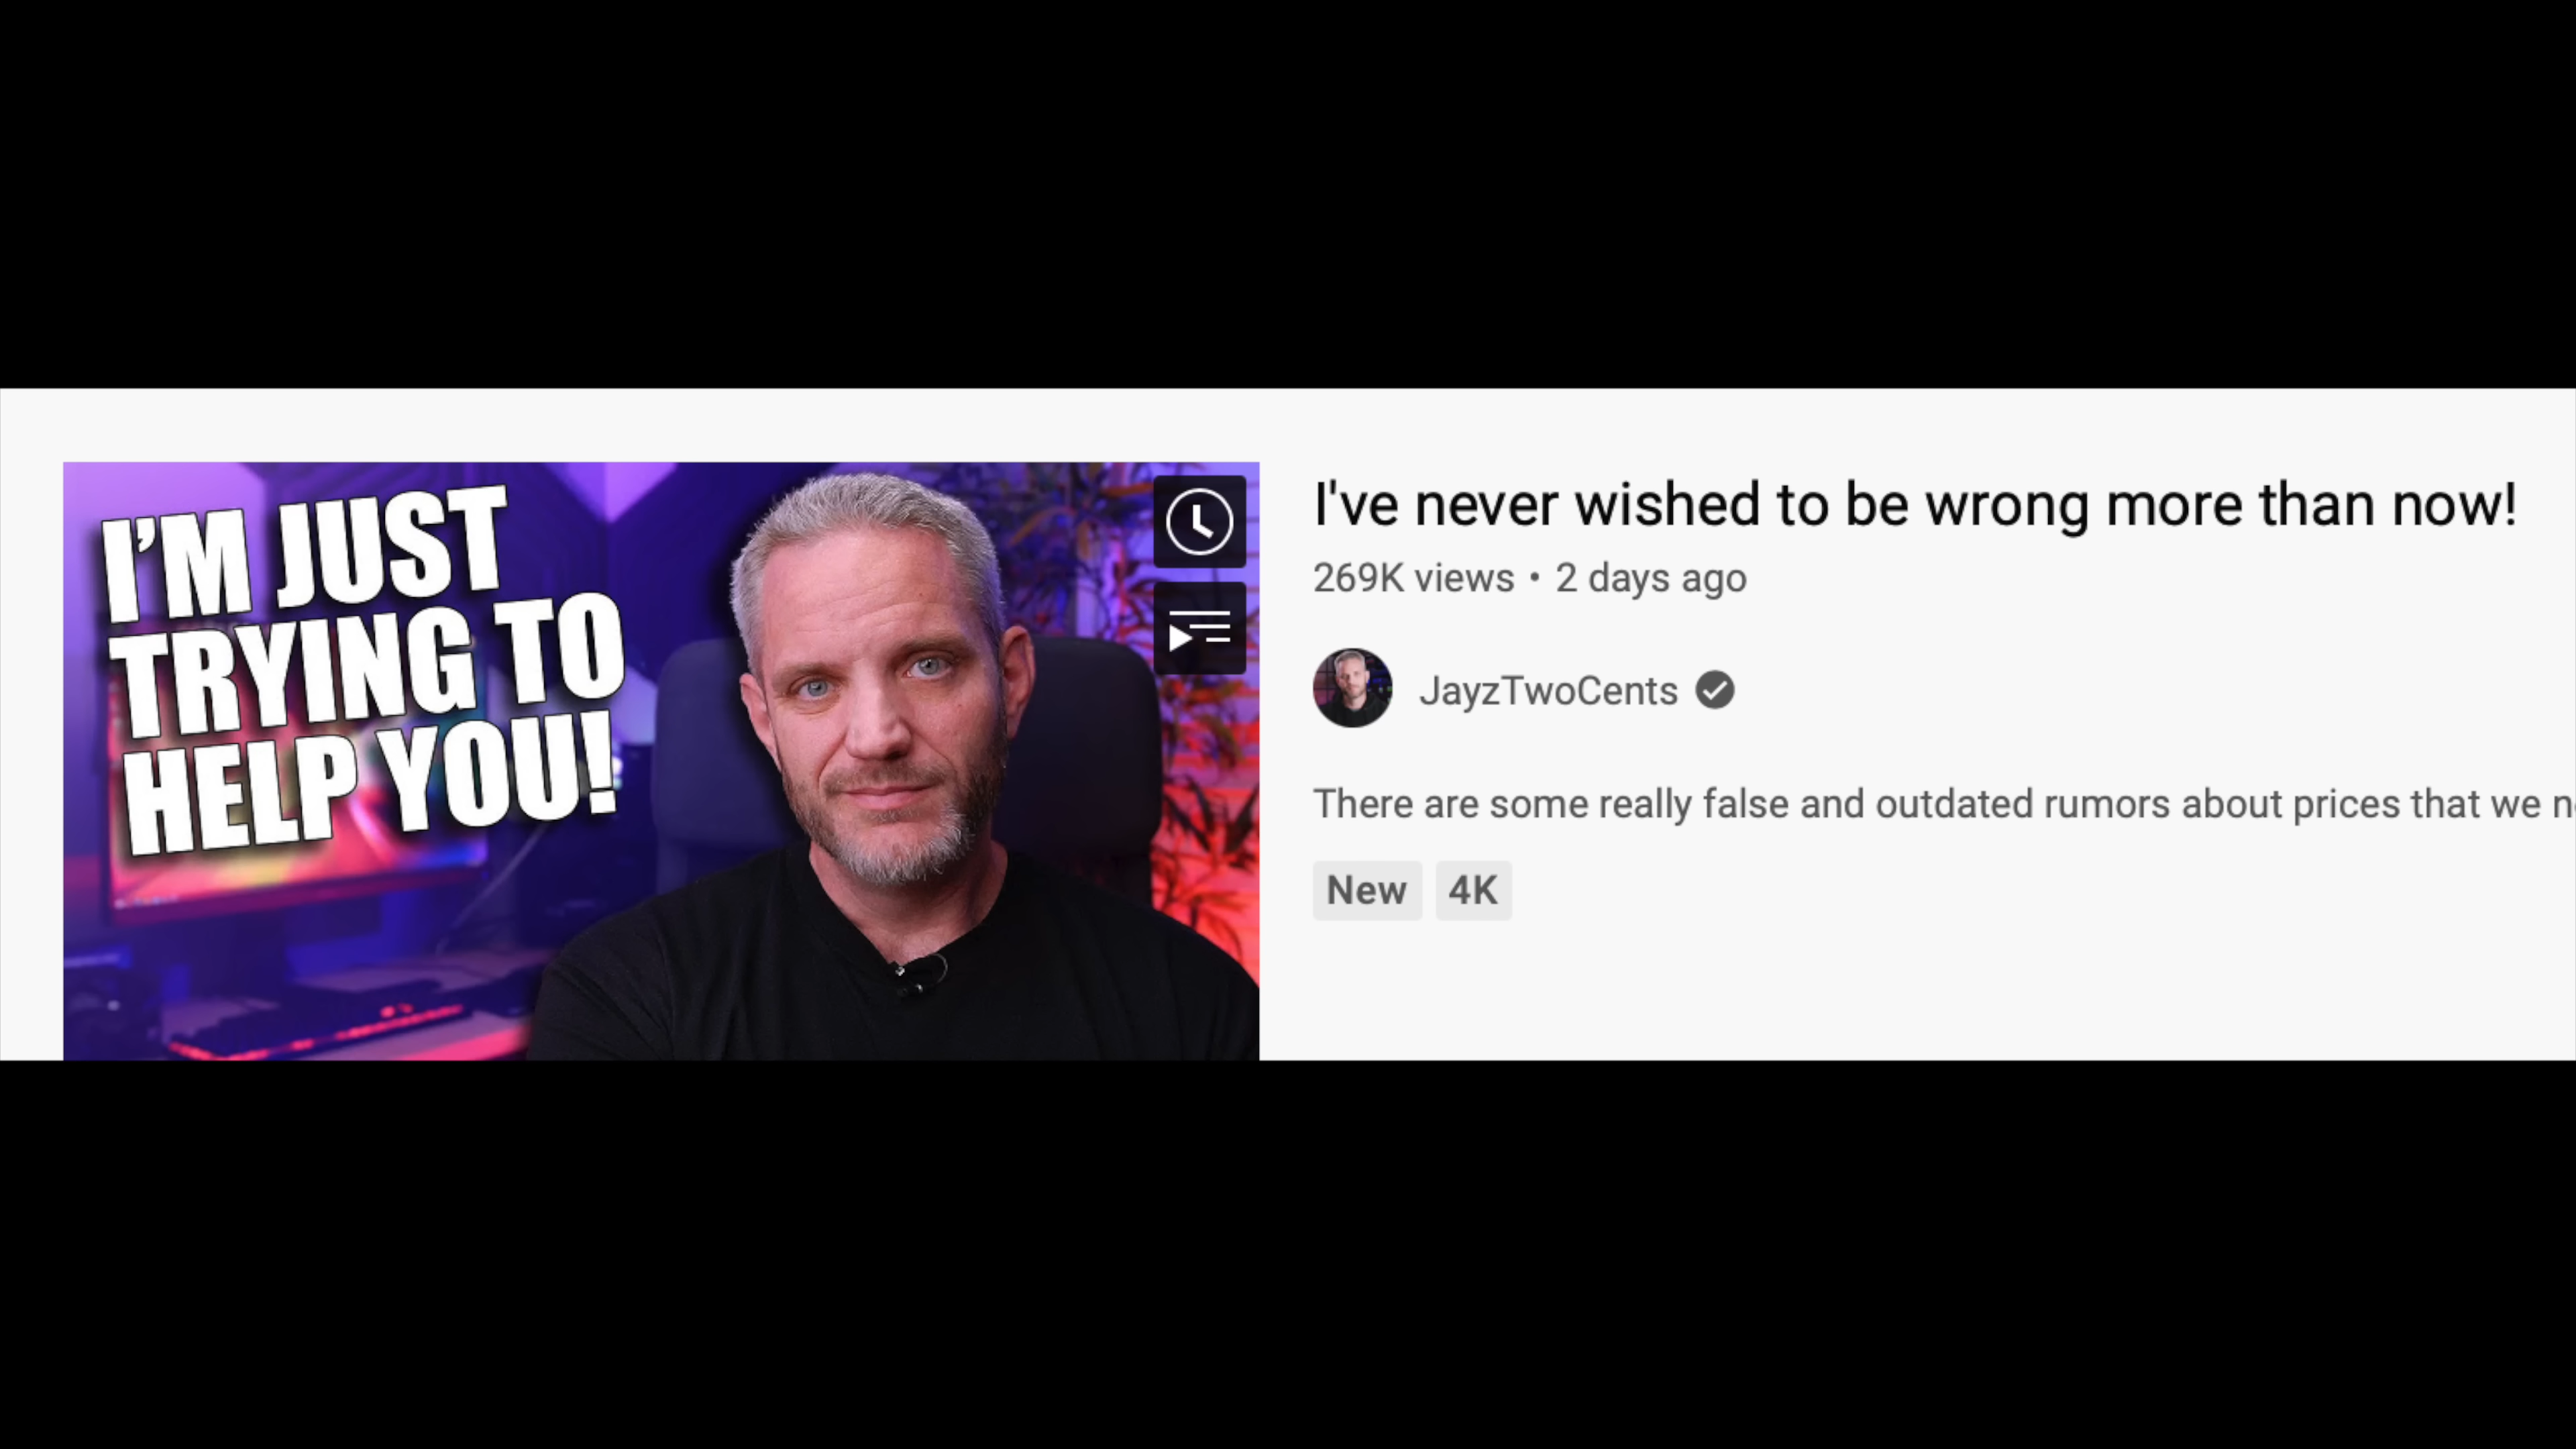 I'M JUST
TRYING TO
HELP YOU!
I've never wished to be wrong more than now!
269K views • 2 days ago
JayzTwoCents
There are some really false and outdated rumors about prices that we
New 4K